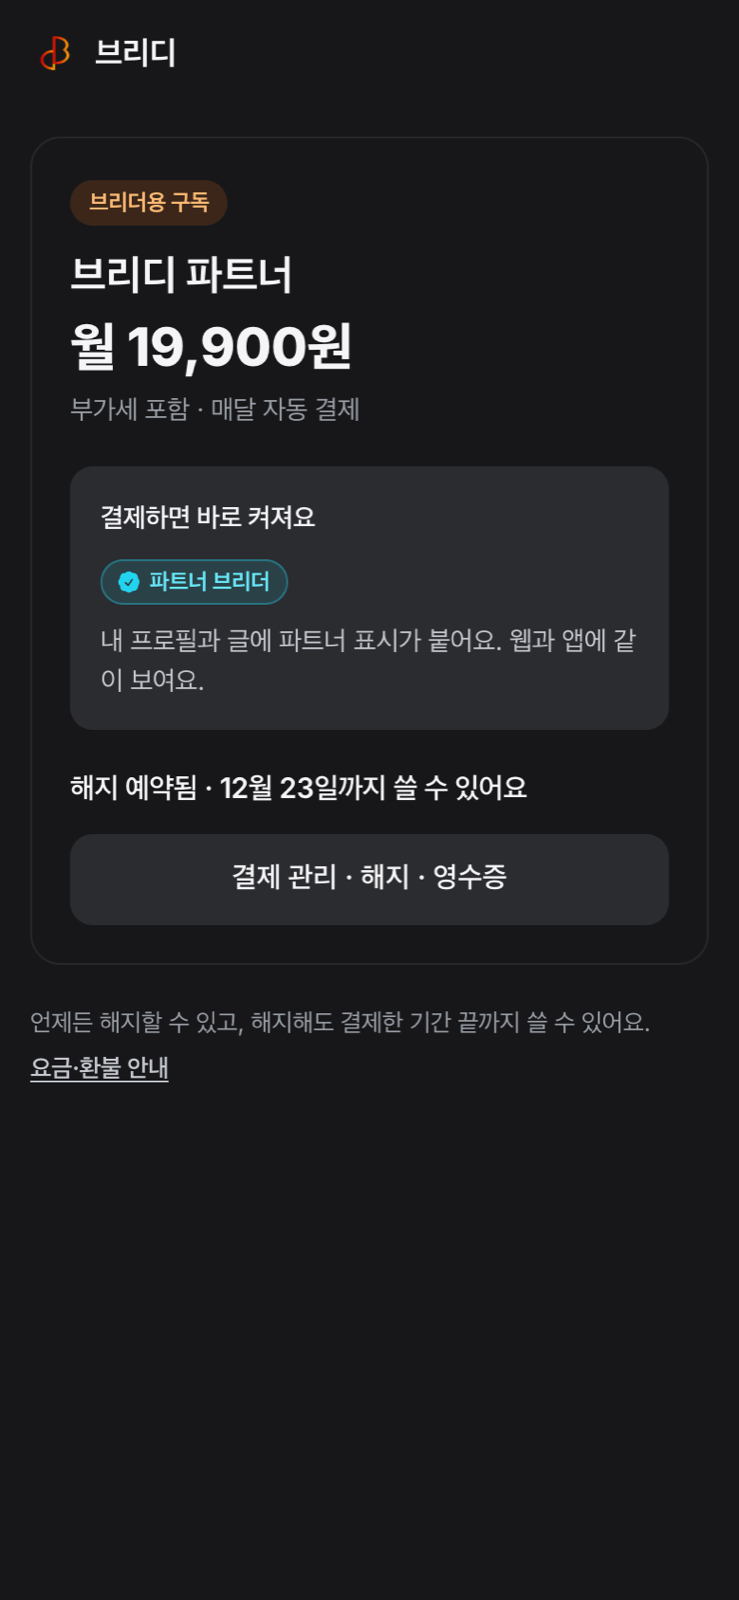 브리디
브리더용 구독
브리디 파트너
월 19,900원
부가세 포함 · 매달 자동 결제
결제하면 바로 켜져요
파트너 브리더
내 프로필과 글에 파트너 표시가 붙어요. 웹과 앱에 같
이 보여요.
해지 예약됨 · 12월 23일까지 쓸 수 있어요
결제 관리 · 해지 · 영수증
언제든 해지할 수 있고, 해지해도 결제한 기간 끝까지 쓸 수 있어요.
요금·환불 안내